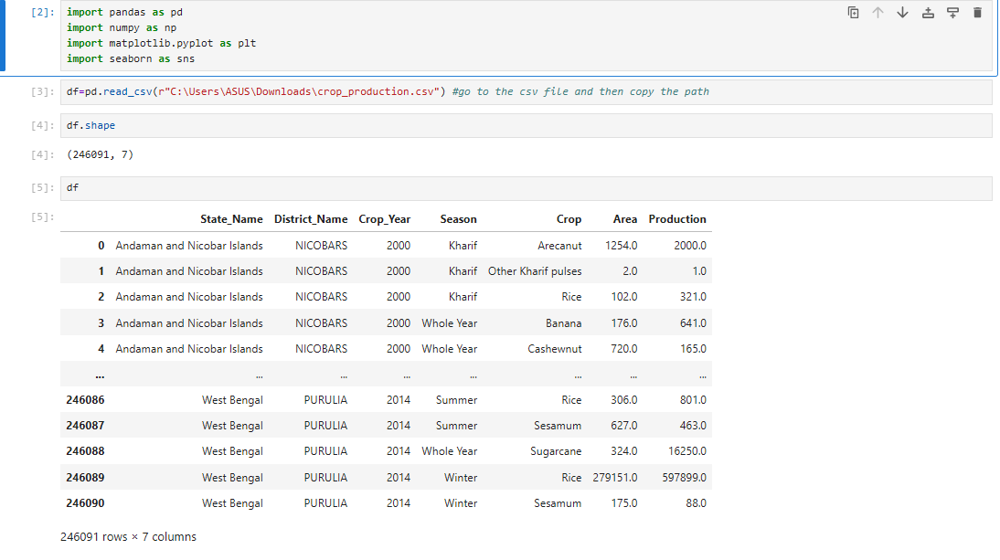 [2]: import pandas as pd
import numpy as np
import matplotlib.pyplot as plt
import seaborn as sns
[3]: df=pd.read_csv(r"C:\Users\ASUS\Downloads\crop_production.csv") #go to the csv file and then copy the path
[4]: df.shape
[4]: (246091, 7)
[5]: df
[5]:
State_Name District_Name Crop_Year Season Crop Area Production
0 Andaman and Nicobar Islands NICOBARS 2000 Kharif Arecanut 1254.0 2000.0
1 Andaman and Nicobar Islands NICOBARS 2000 Kharif Other Kharif pulses 2.0 1.0
2 Andaman and Nicobar Islands NICOBARS 2000 Kharif Rice 102.0 321.0
3 Andaman and Nicobar Islands NICOBARS 2000 Whole Year Banana 176.0 641.0
4 Andaman and Nicobar Islands NICOBARS 2000 Whole Year Cashewnut 720.0 165.0
... ... ... ... ... ... ... ...
246086 West Bengal PURULIA 2014 Summer Rice 306.0 801.0
246087 West Bengal PURULIA 2014 Summer Sesamum 627.0 463.0
246088 West Bengal PURULIA 2014 Whole Year Sugarcane 324.0 16250.0
246089 West Bengal PURULIA 2014 Winter Rice 279151.0 597899.0
246090 West Bengal PURULIA 2014 Winter Sesamum 175.0 88.0
246091 rows × 7 columns